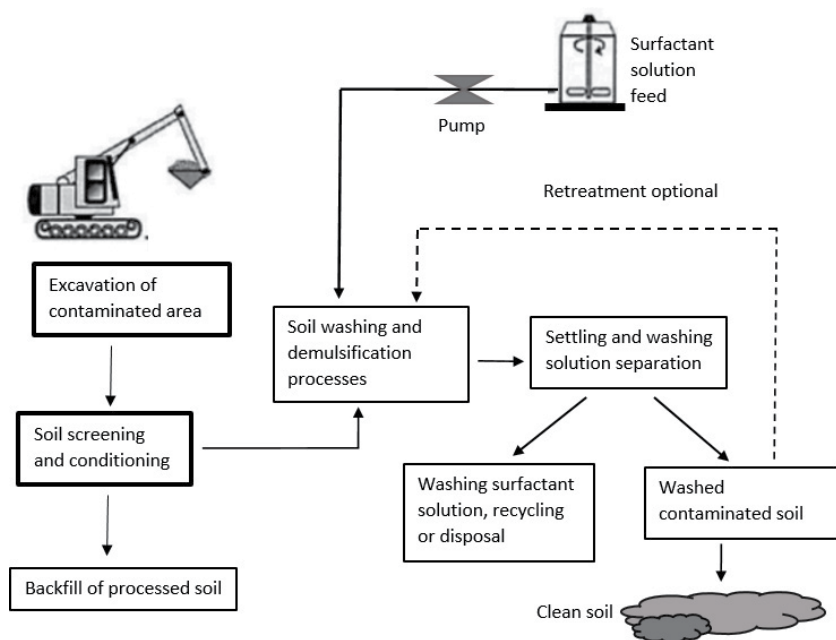 Surfactant
solution
feed
Pump
Retreatment optional
Excavation of
contaminated area
Soil washing and
demulsification
processes
Settling and washing
solution separation
Soil screening
and conditioning
Washing surfactant
solution, recycling
or disposal
Washed
contaminated soil
Backfill of processed soil
Clean soil